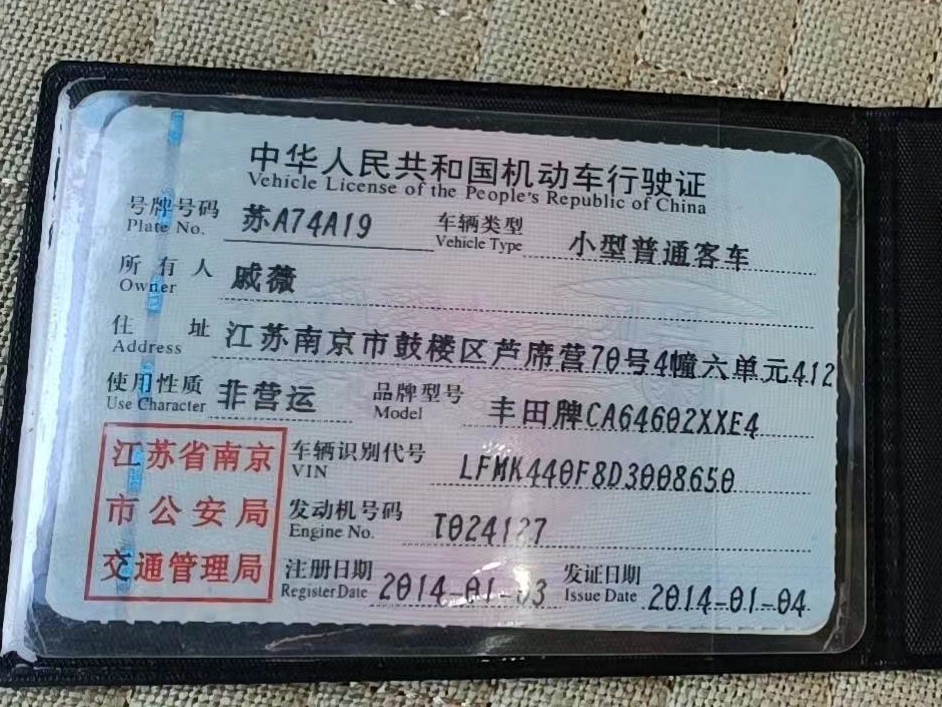 中华人民共和国机动车行驶证
Vehicle License of the People's Republic of China
号牌号码 苏A74A19 车辆类型 小型普通客车
Plate No. Vehicle Type
所有人 戚薇
Owner
住址 江苏南京市鼓楼区芦席营70号4幢六单元412
Address
使用性质 非营运 品牌型号 丰田牌CA64602XXE4
Use Character Model
江苏省南京 车辆识别代号 LFMK440F8D3008650
VIN
市公安局 发动机号码 T024127
Engine No.
交通管理局 注册日期 2014-01-03 发证日期 2014-01-04
Register Date Issue Date